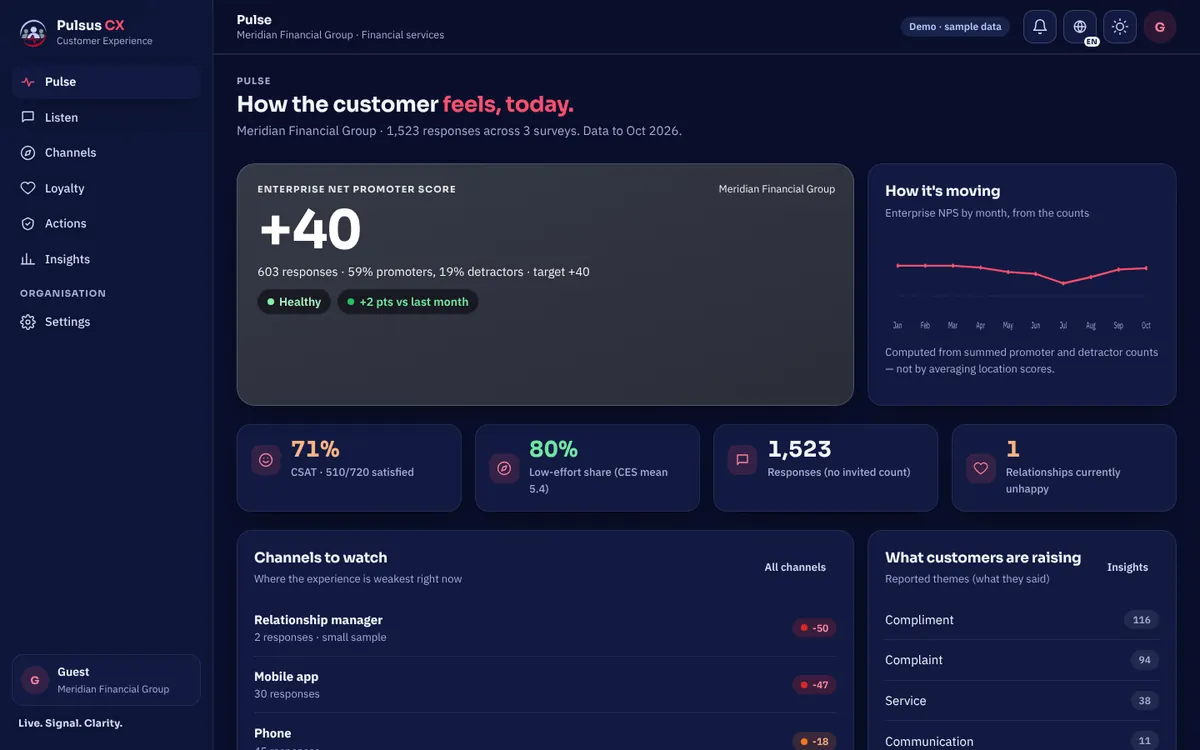 Pulsus CX
Customer Experience
Pulse
Listen
Channels
Loyalty
Actions
Insights
ORGANISATION
Settings
G
Guest
Meridian Financial Group
Live. Signal. Clarity.
Pulse
Meridian Financial Group · Financial services
Demo · sample data
EN
G
PULSE
How the customer feels, today.
Meridian Financial Group · 1,523 responses across 3 surveys. Data to Oct 2026.
ENTERPRISE NET PROMOTER SCORE
Meridian Financial Group
+40
603 responses · 59% promoters, 19% detractors · target +40
Healthy
+2 pts vs last month
How it's moving
Enterprise NPS by month, from the counts
Jan Feb Mar Apr May Jun Jul Aug Sep Oct
Computed from summed promoter and detractor counts
— not by averaging location scores.
71%
CSAT · 510/720 satisfied
80%
Low-effort share (CES mean
5.4)
1,523
Responses (no invited count)
1
Relationships currently
unhappy
Channels to watch
Where the experience is weakest right now
All channels
Relationship manager
2 responses · small sample
-50
Mobile app
30 responses
-47
Phone
-18
What customers are raising
Reported themes (what they said)
Insights
Compliment
116
Complaint
94
Service
38
Communication
11